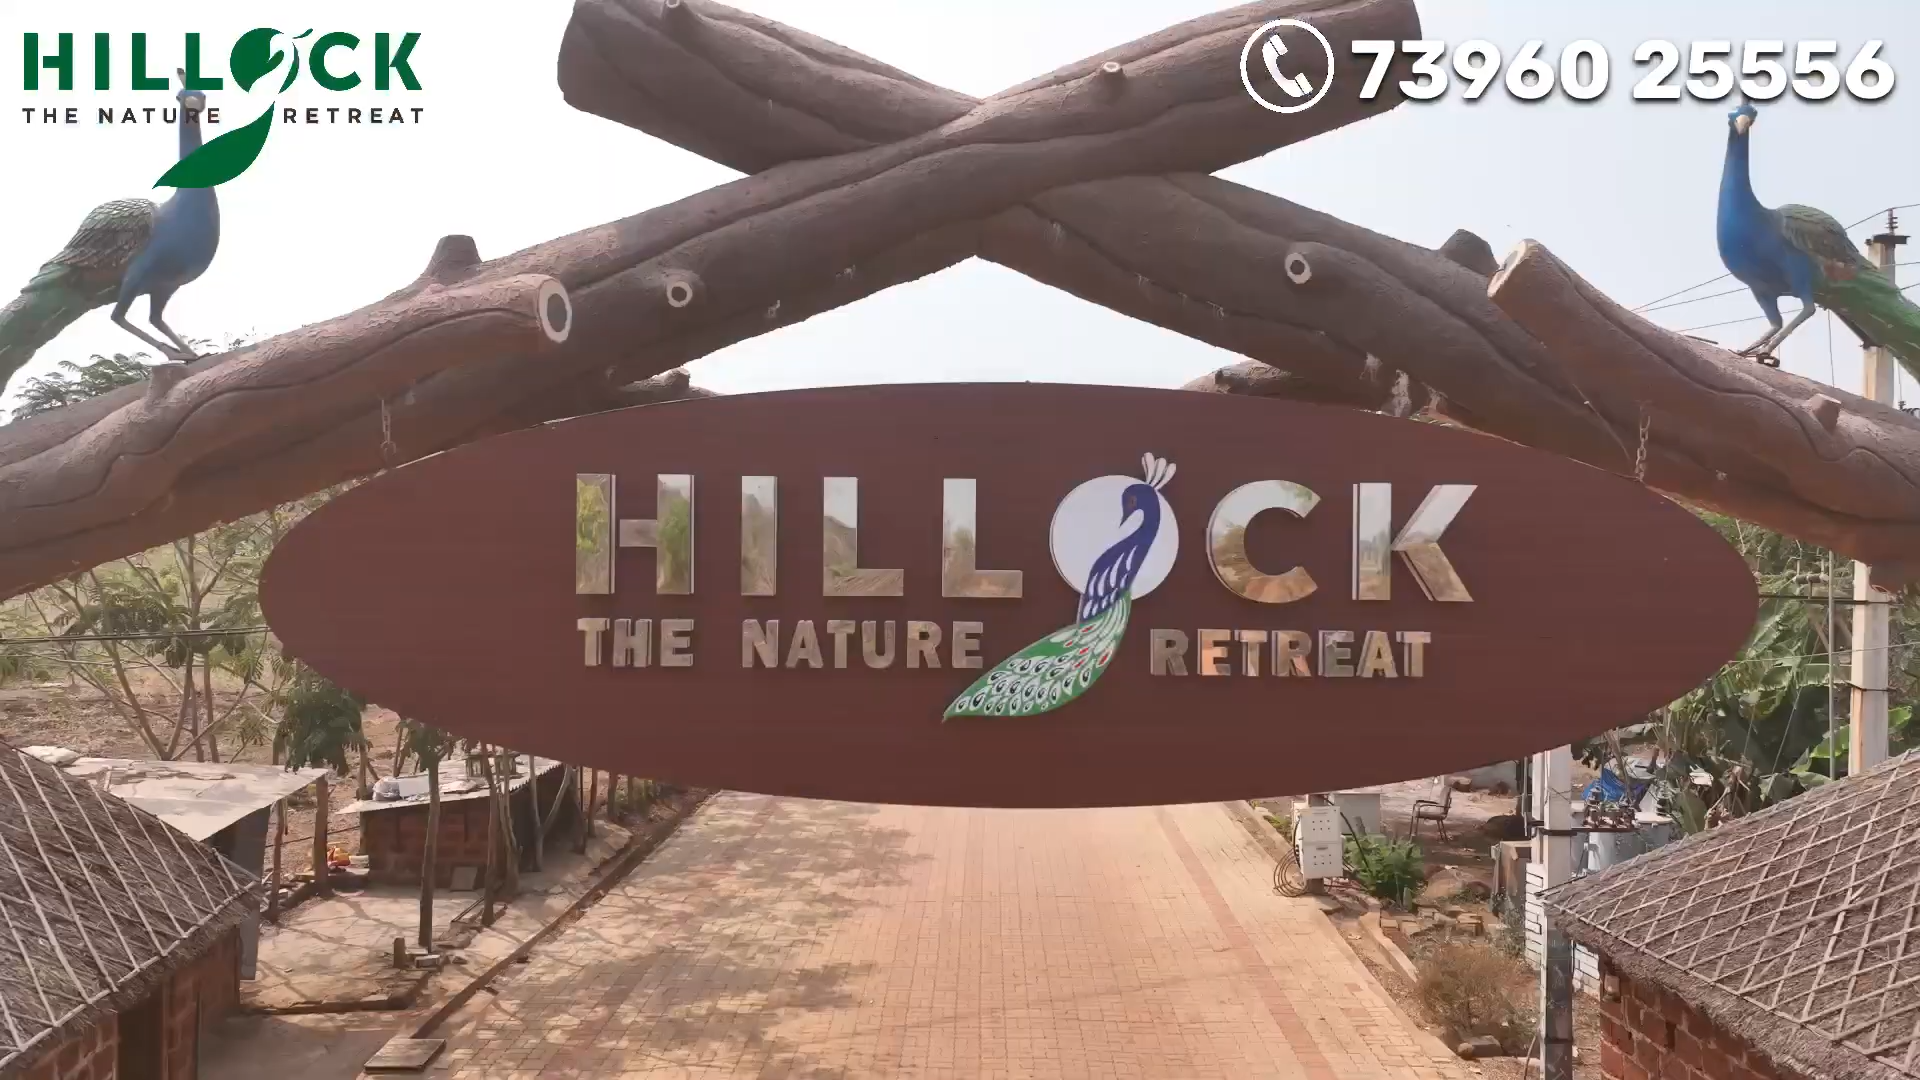 HILLOCK
THE NATURE RETREAT
73960 25556
HILLOCK
THE NATURE RETREAT